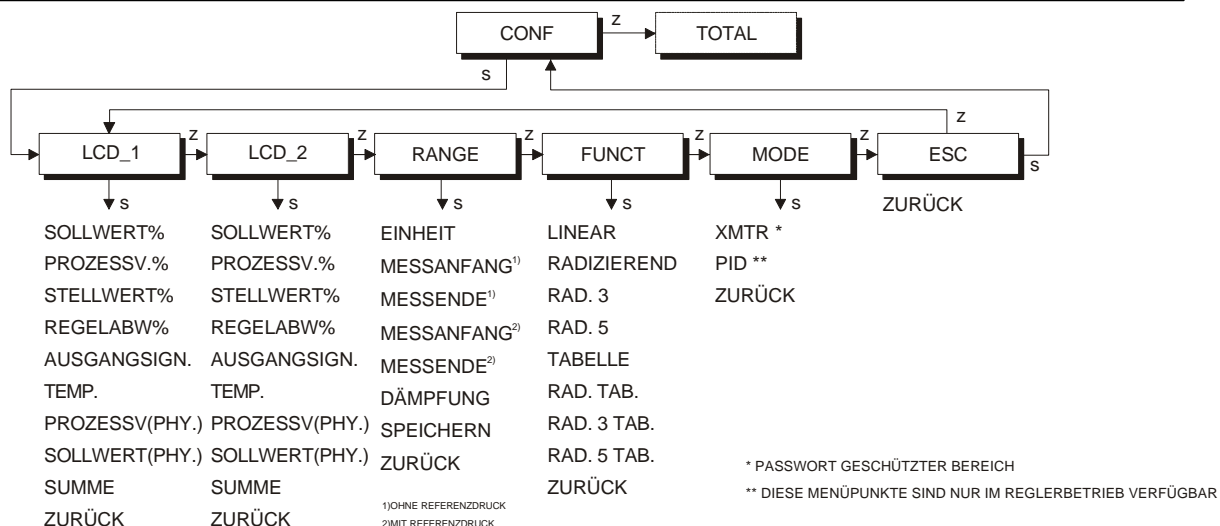 CONF
z
TOTAL
s
z
LCD_1
z
LCD_2
z
RANGE
z
FUNCT
z
MODE
z
ESC
s
s
s
s
s
s
ZURÜCK
SOLLWERT%
PROZESSV.%
STELLWERT%
REGELABW%
AUSGANGSIGN.
TEMP.
PROZESSV(PHY.)
SOLLWERT(PHY.)
SUMME
ZURÜCK
SOLLWERT%
PROZESSV.%
STELLWERT%
REGELABW%
AUSGANGSIGN.
TEMP.
PROZESSV(PHY.)
SOLLWERT(PHY.)
SUMME
ZURÜCK
EINHEIT
MESSANFANG1)
MESSENDE1)
MESSANFANG2)
MESSENDE2)
DÄMPFUNG
SPEICHERN
ZURÜCK
1)OHNE REFERENZDRUCK
2)MIT REFERENZDRUCK
LINEAR
RADIZIEREND
RAD. 3
RAD. 5
TABELLE
RAD. TAB.
RAD. 3 TAB.
RAD. 5 TAB.
ZURÜCK
XMTR *
PID **
ZURÜCK
* PASSWORT GESCHÜTZTER BEREICH
** DIESE MENÜPUNKTE SIND NUR IM REGLERBETRIEB VERFÜGBAR